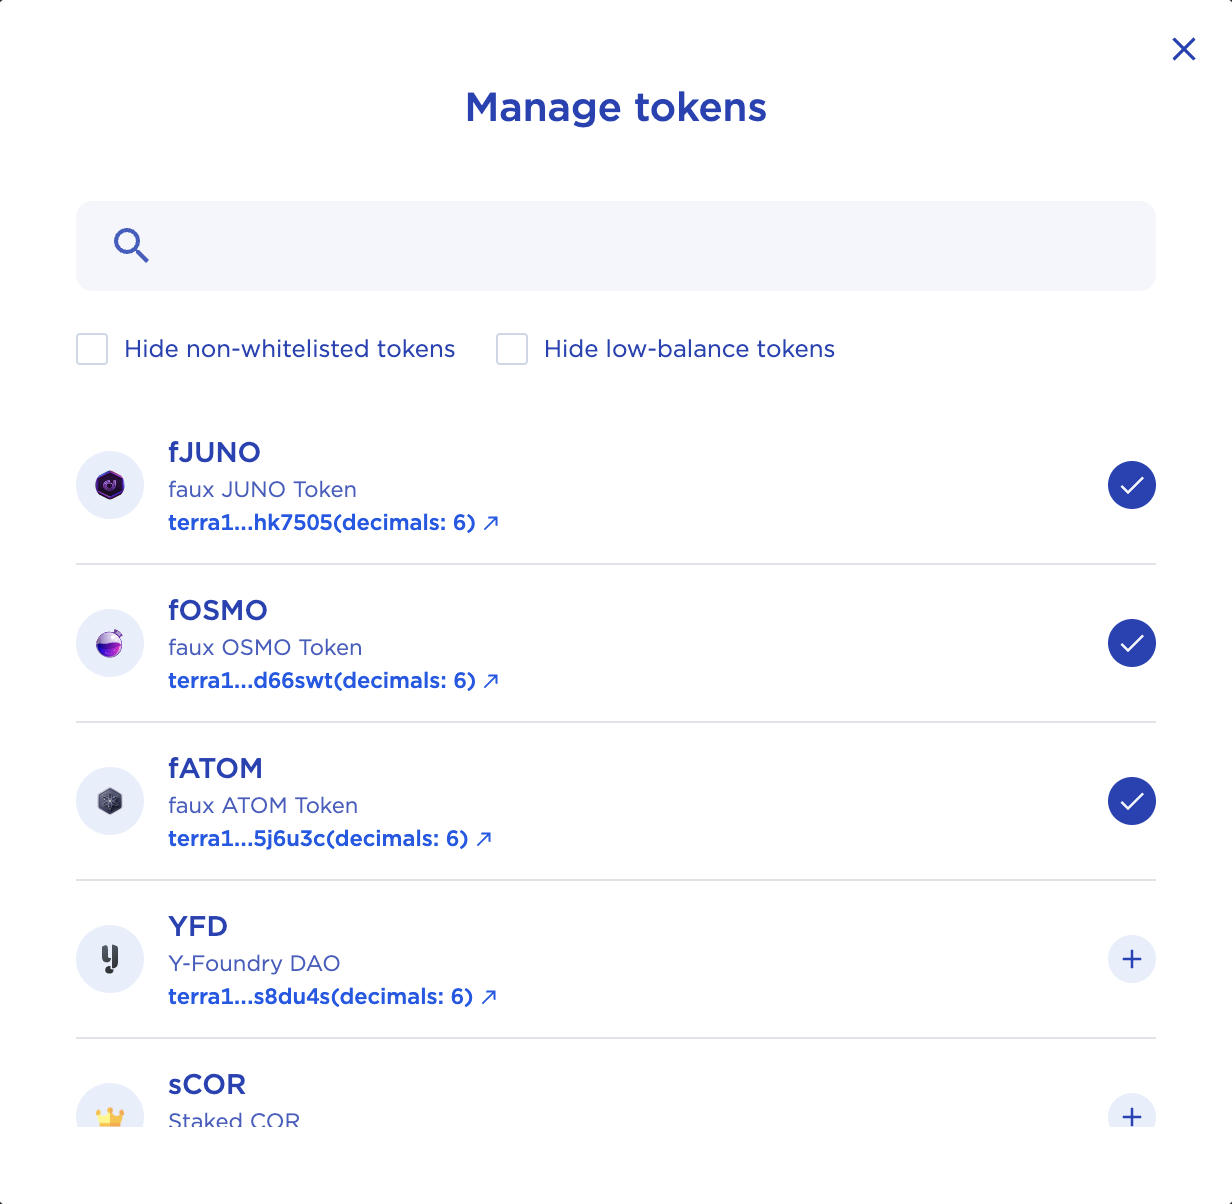 Manage tokens
Hide non-whitelisted tokens
Hide low-balance tokens
fJUNO
faux JUNO Token
terra1...hk7505(decimals: 6)
fOSMO
faux OSMO Token
terra1...d66swt(decimals: 6)
fATOM
faux ATOM Token
terra1...5j6u3c(decimals: 6)
YFD
Y-Foundry DAO
terra1...s8du4s(decimals: 6)
sCOR
Staked COR